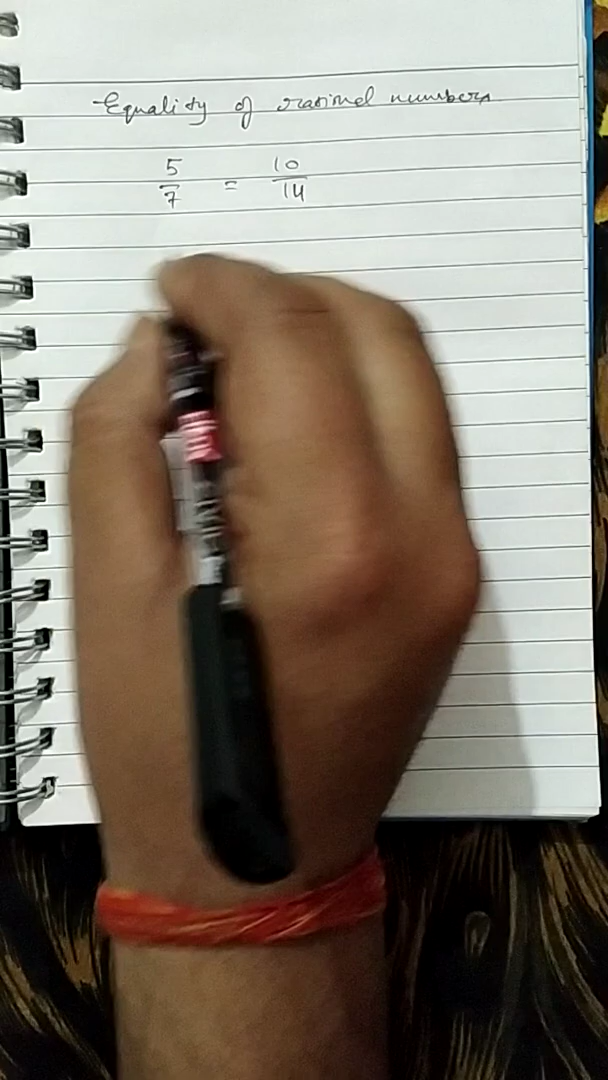 Equality of rational numbers
5/7 = 10/14